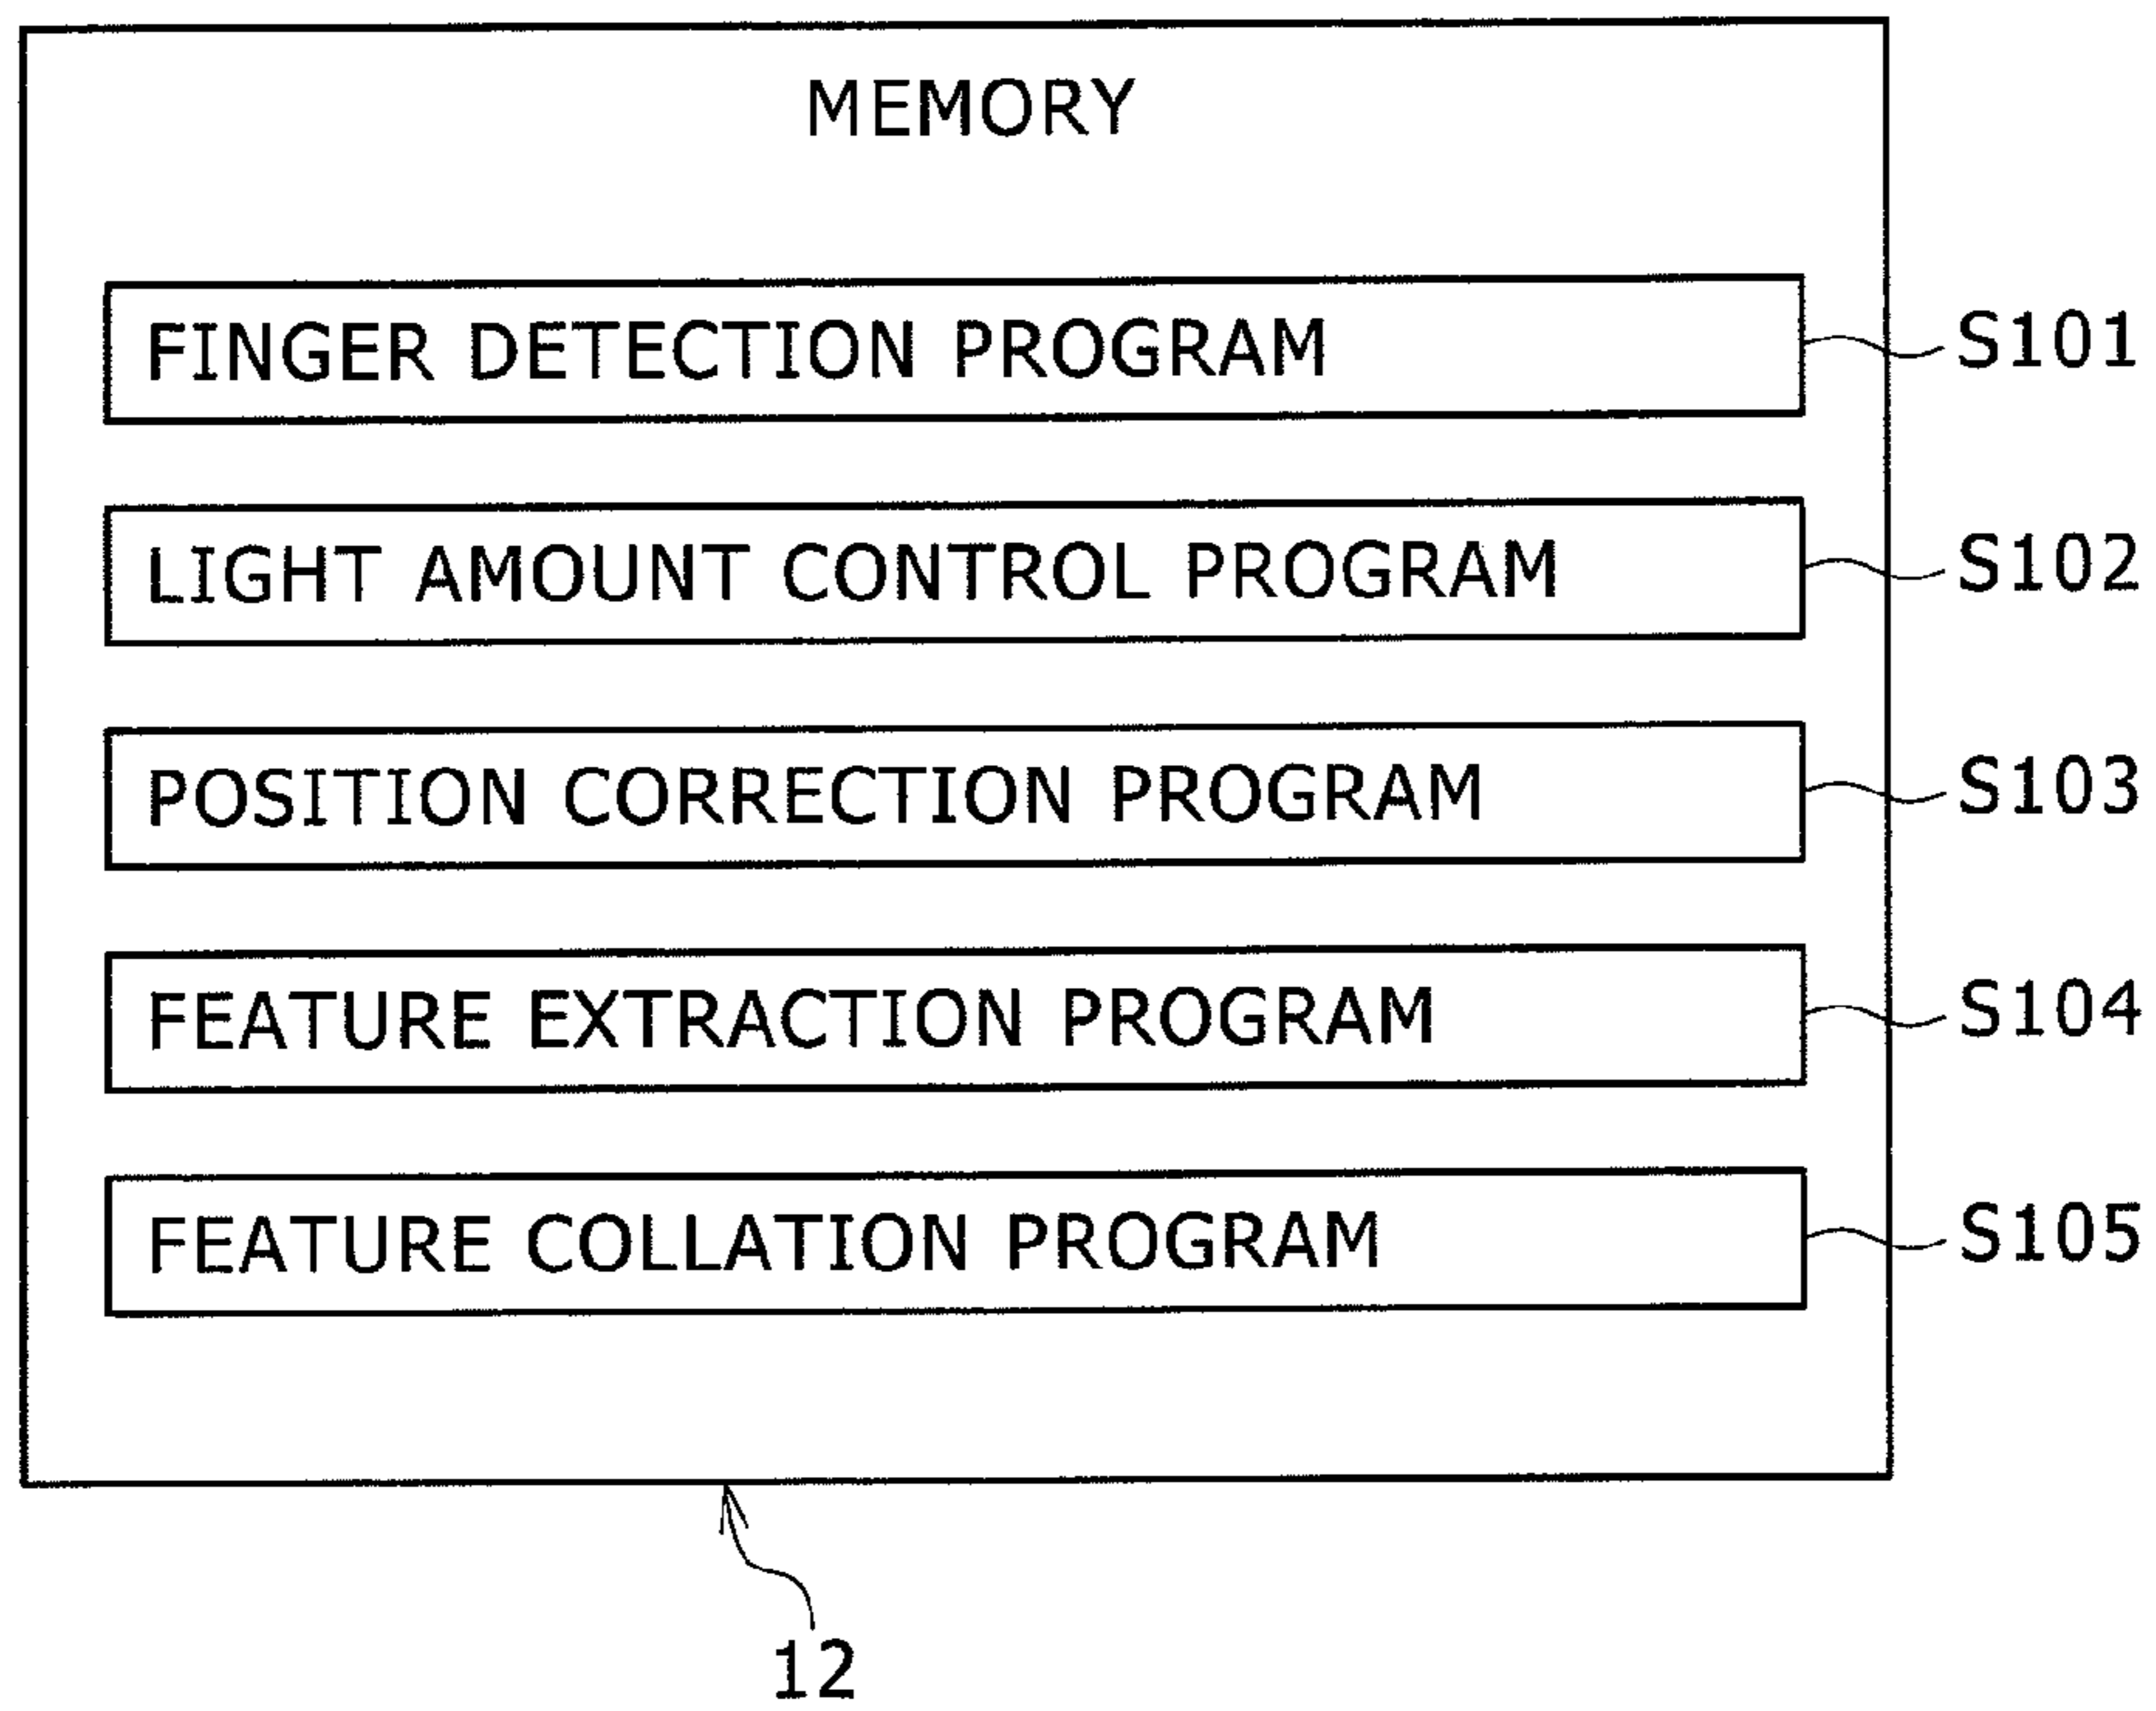 MEMORY
FINGER DETECTION PROGRAM S101
LIGHT AMOUNT CONTROL PROGRAM S102
POSITION CORRECTION PROGRAM S103
FEATURE EXTRACTION PROGRAM S104
FEATURE COLLATION PROGRAM S105
12